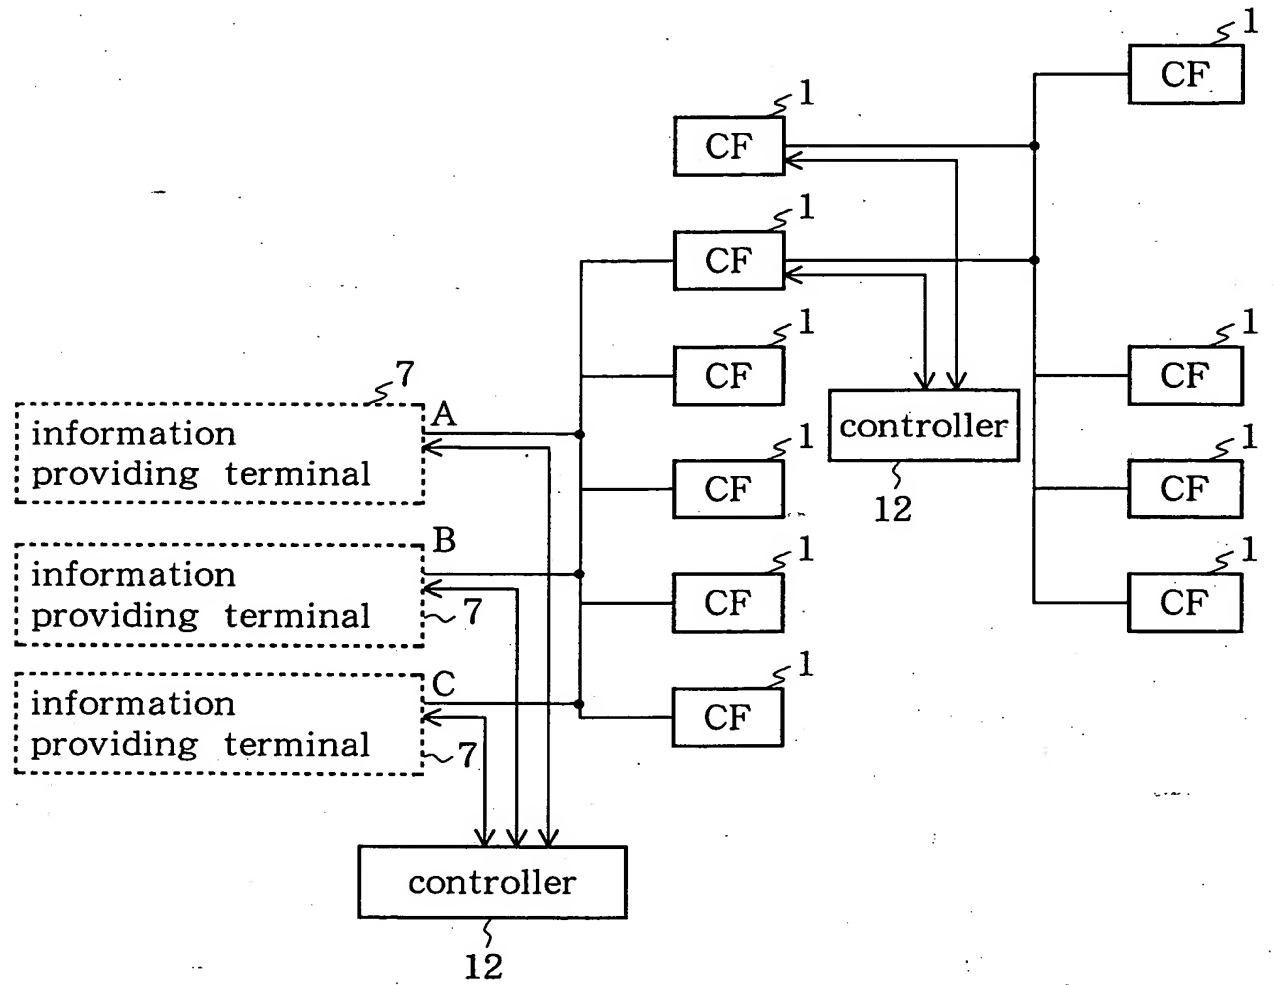 1
CF
1
CF
1
CF
1
CF
1
CF
7
A
information
providing terminal
controller
12
1
CF
1
CF
B
information
providing terminal
7
1
CF
1
CF
C
information
providing terminal
7
1
CF
controller
12